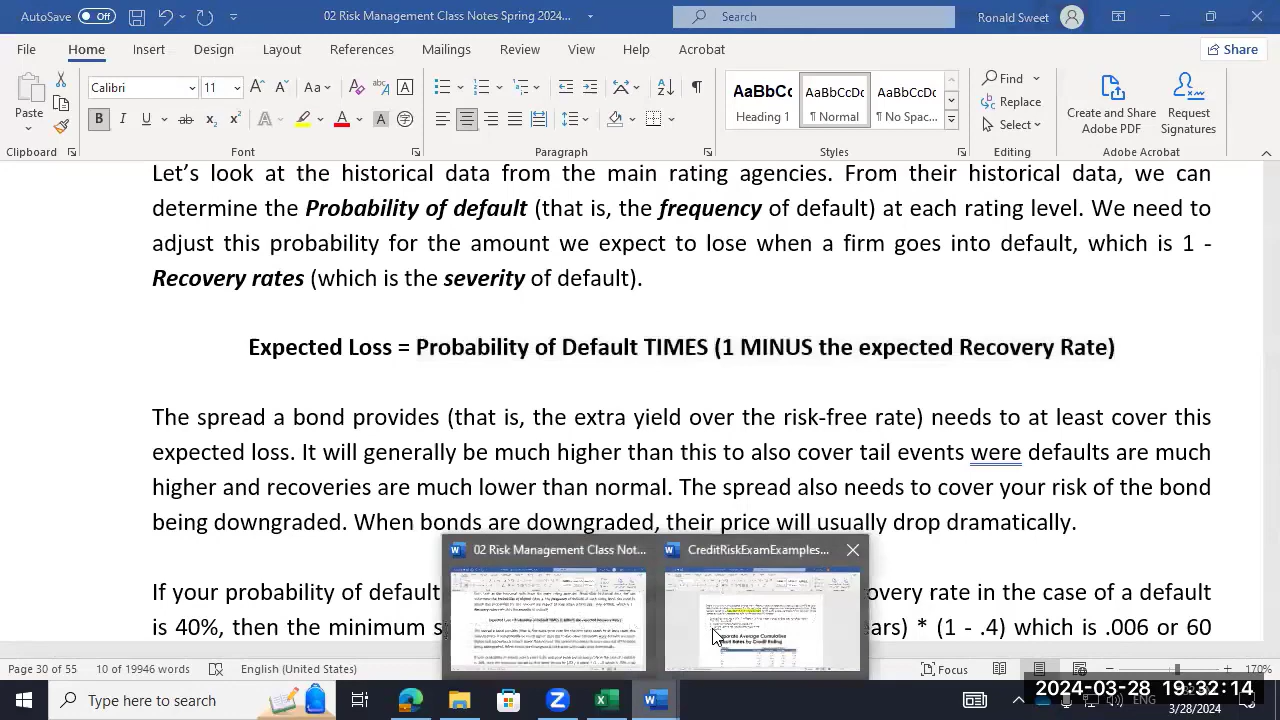 AutoSave Off 02 Risk Management Class Notes Spring 2024... Search Ronald Sweet
File Home Insert Design Layout References Mailings Review View Help Acrobat Share
Paste Calibri 11 AaBbCc AaBbCcDc AaBbCcDc Find Replace Select Create and Share Adobe PDF Request Signatures
Heading 1 ¶ Normal ¶ No Spac...
Clipboard Font Paragraph Styles Editing Adobe Acrobat
Let's look at the historical data from the main rating agencies. From their historical data, we can
determine the Probability of default (that is, the frequency of default) at each rating level. We need to
adjust this probability for the amount we expect to lose when a firm goes into default, which is 1 -
Recovery rates (which is the severity of default).
Expected Loss = Probability of Default TIMES (1 MINUS the expected Recovery Rate)
The spread a bond provides (that is, the extra yield over the risk-free rate) needs to at least cover this
expected loss. It will generally be much higher than this to also cover tail events were defaults are much
higher and recoveries are much lower than normal. The spread also needs to cover your risk of the bond
being downgraded. When bonds are downgraded, their price will usually drop dramatically.
02 Risk Management Class Not... CreditRiskExamExamples...
If your probability of default overy rate in the case of a default
is 40%, then the minimum s ears) * (1 - .4) which is .006 or 60
Page 30 of 55 10 of 19946 words English (United States) Focus 170%
Type here to search ENG
2024-03-28 19:32:14
3/28/2024